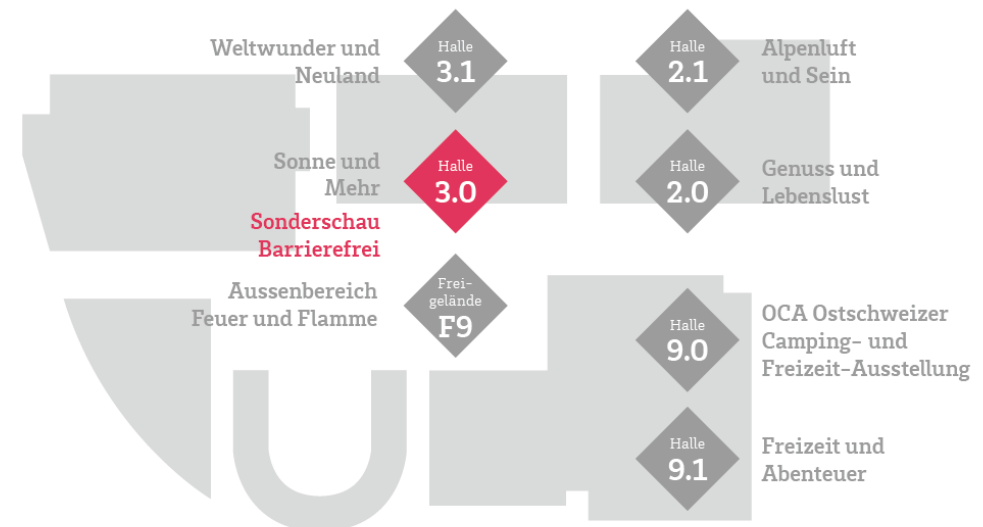 Weltwunder und
Neuland
Halle
3.1
Halle
2.1
Alpenluft
und Sein
Sonne und
Mehr
Sonderschau
Barrierefrei
Halle
3.0
Halle
2.0
Genuss und
Lebenslust
Aussenbereich
Feuer und Flamme
Frei-
gelände
F9
Halle
9.0
OCA Ostschweizer
Camping- und
Freizeit-Ausstellung
Halle
9.1
Freizeit und
Abenteuer